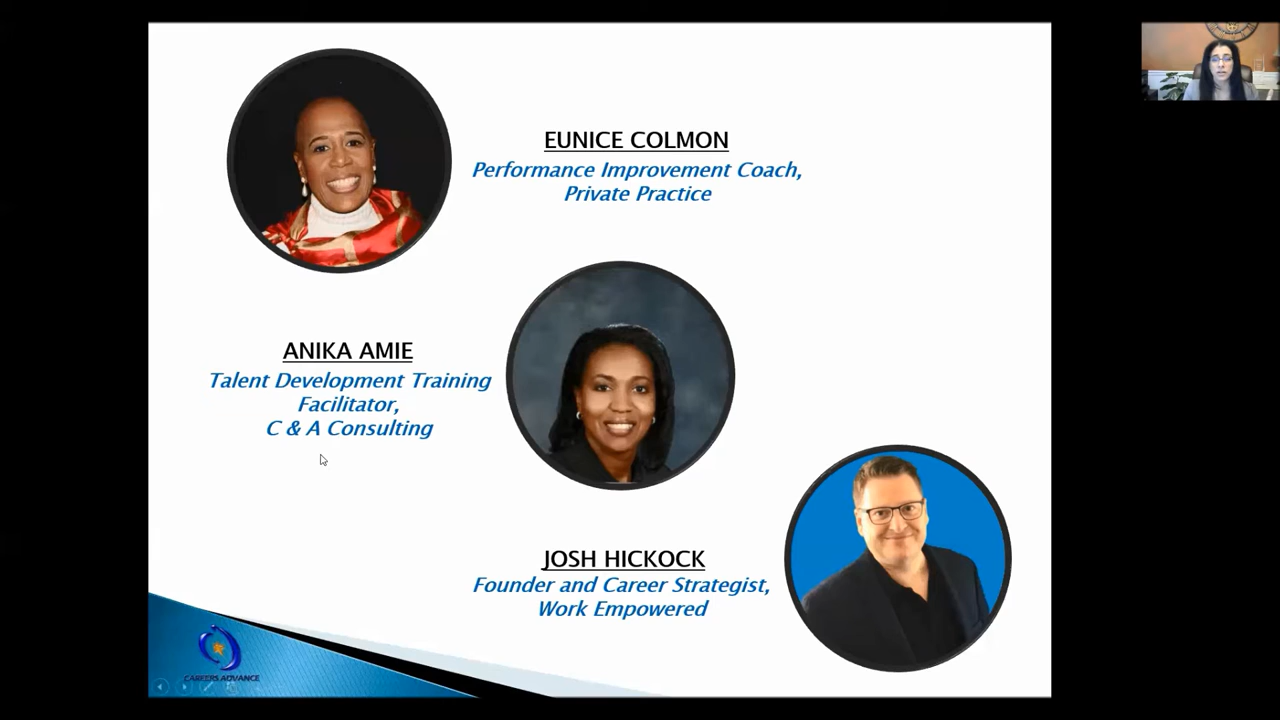 EUNICE COLMON
Performance Improvement Coach,
Private Practice
ANIKA AMIE
Talent Development Training
Facilitator,
C & A Consulting
JOSH HICKOCK
Founder and Career Strategist,
Work Empowered
CAREERS ADVANCE